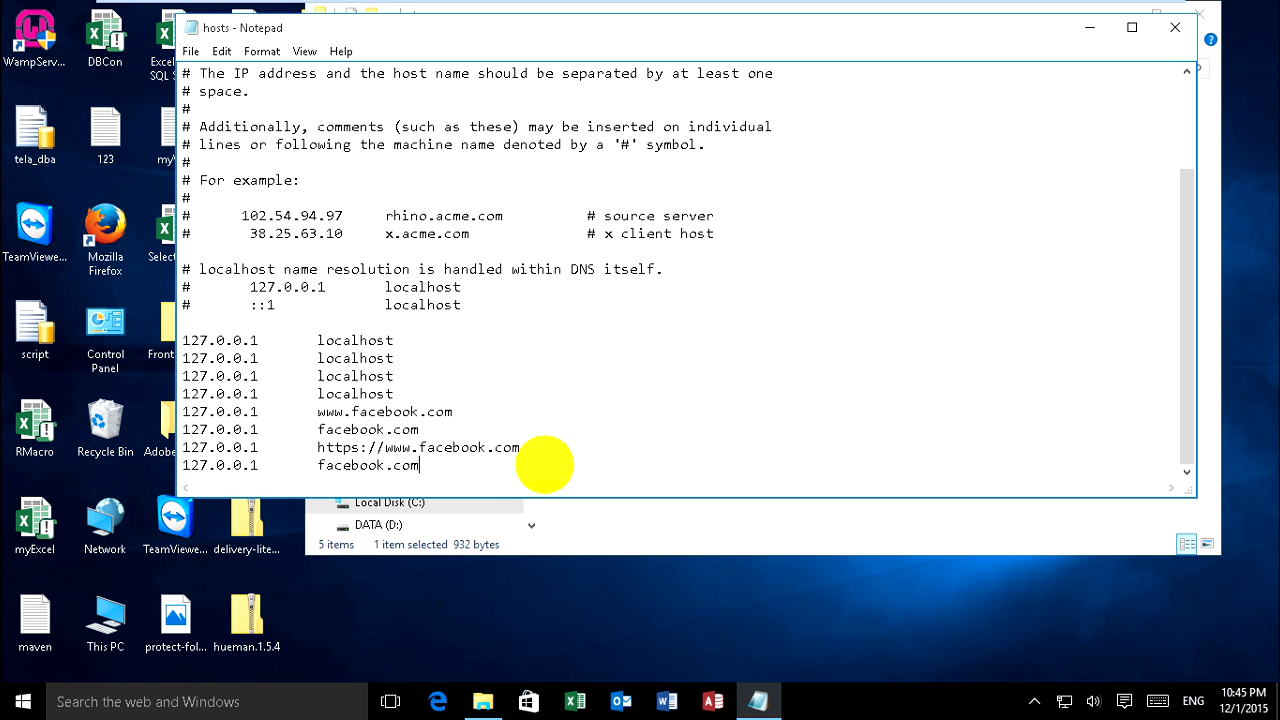 WampServ...
DBCon
Excel
SQL S
tela_dba
123
myV
TeamViewe...
Mozilla
Firefox
Select
script
Control
Panel
Front
RMacro
Recycle Bin
Adob
myExcel
Network
TeamViewe...
delivery-lite...
maven
This PC
protect-fol...
hueman.1.5.4
hosts - Notepad
File Edit Format View Help
# The IP address and the host name should be separated by at least one
# space.
#
# Additionally, comments (such as these) may be inserted on individual
# lines or following the machine name denoted by a '#' symbol.
#
# For example:
#
# 102.54.94.97 rhino.acme.com # source server
# 38.25.63.10 x.acme.com # x client host
# localhost name resolution is handled within DNS itself.
# 127.0.0.1 localhost
# ::1 localhost
127.0.0.1 localhost
127.0.0.1 localhost
127.0.0.1 localhost
127.0.0.1 localhost
127.0.0.1 www.facebook.com
127.0.0.1 facebook.com
127.0.0.1 https://www.facebook.com
127.0.0.1 facebook.com
Local Disk (C:)
DATA (D:)
5 items 1 item selected 932 bytes
Search the web and Windows
ENG
10:45 PM
12/1/2015